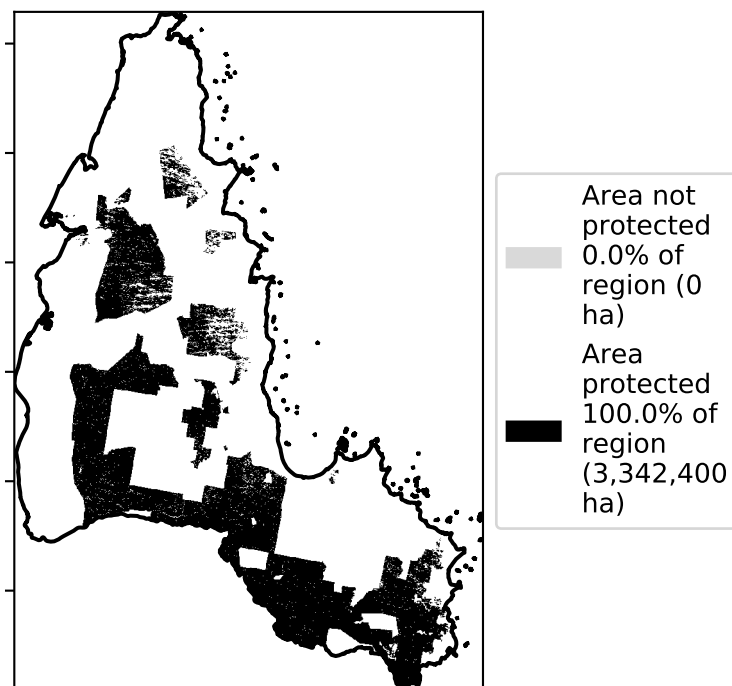 Area not
protected
0.0% of
region (0
ha)
Area
protected
100.0% of
region
(3,342,400
ha)